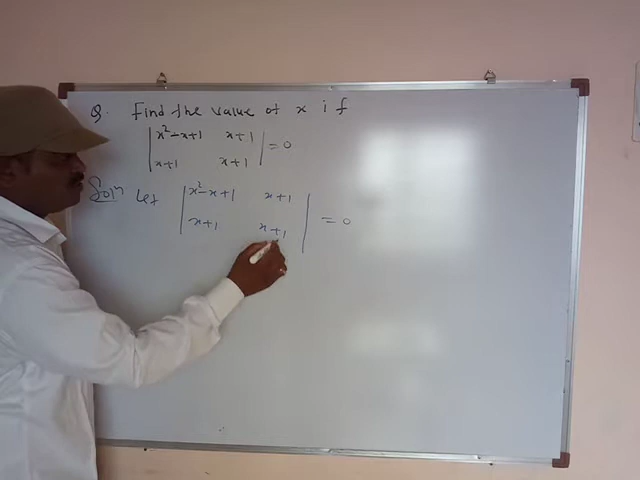 Q. Find the value of x if
| x²-x+1 x+1 |
| x+1 x+1 | = 0
Soln Let | x²-x+1 x+1 |
| x+1 x+1 | = 0